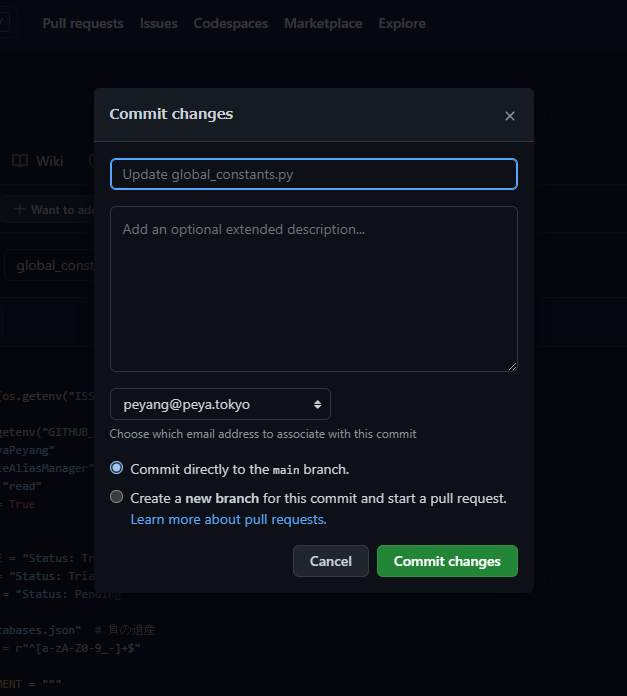 Pull requests Issues Codespaces Marketplace Explore
Commit changes
Wiki
Update global_constants.py
Want to add
Add an optional extended description...
global_const
[os.getenv("ISS
getenv("GITHUB_
yaPeyang"
leAliasManager"
"read"
= True
peyang@peya.tokyo
Choose which email address to associate with this commit
Commit directly to the main branch.
Create a new branch for this commit and start a pull request.
Learn more about pull requests.
Cancel Commit changes
E = "Status: Tr
= "Status: Tria
= "Status: Pending
tabases.json" # 負の遺産
= r"^[a-zA-Z0-9_-]+$"
MENT = """